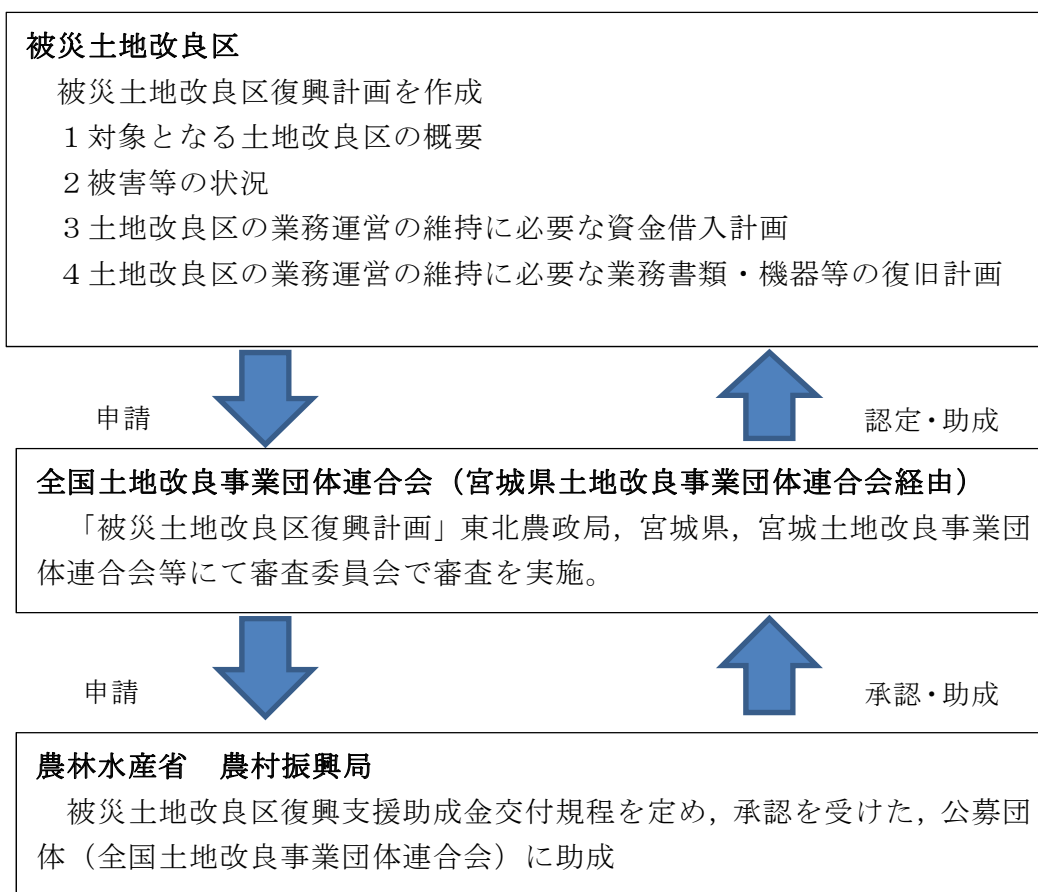 被災土地改良区
被災土地改良区復興計画を作成
1対象となる土地改良区の概要
2被害等の状況
3土地改良区の業務運営の維持に必要な資金借入計画
4土地改良区の業務運営の維持に必要な業務書類・機器等の復旧計画
申請 認定・助成
全国土地改良事業団体連合会（宮城県土地改良事業団体連合会経由）
「被災土地改良区復興計画」東北農政局，宮城県，宮城土地改良事業団
体連合会等にて審査委員会で審査を実施。
申請 承認・助成
農林水産省　農村振興局
被災土地改良区復興支援助成金交付規程を定め，承認を受けた，公募団
体（全国土地改良事業団体連合会）に助成